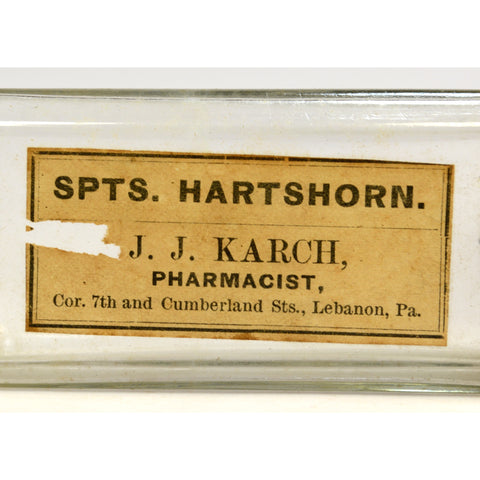 SPTS. HARTSHORN.
J. J. KARCH,
PHARMACIST,
Cor. 7th and Cumberland Sts., Lebanon, Pa.